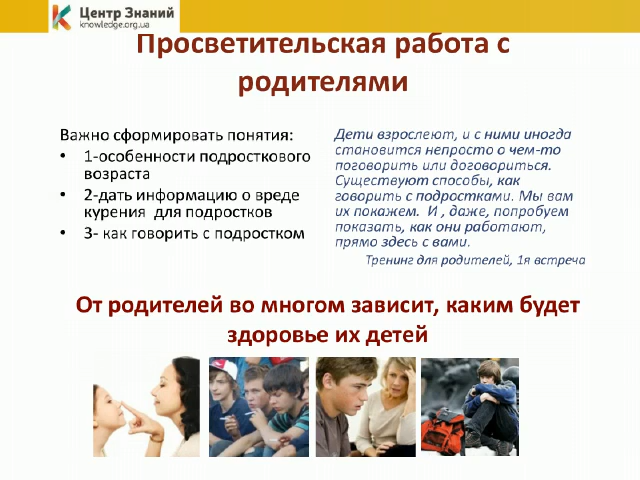 Центр Знаний
knowledge.org.ua
Просветительская работа с
родителями
Важно сформировать понятия:
• 1-особенности подросткового
возраста
• 2-дать информацию о вреде
курения для подростков
• 3- как говорить с подростком
Дети взрослеют, и с ними иногда
становится непросто о чем-то
поговорить или договориться.
Существуют способы, как
говорить с подростками. Мы вам
их покажем. И , даже, попробуем
показать, как они работают,
прямо здесь с вами.
Тренинг для родителей, 1я встреча
От родителей во многом зависит, каким будет
здоровье их детей